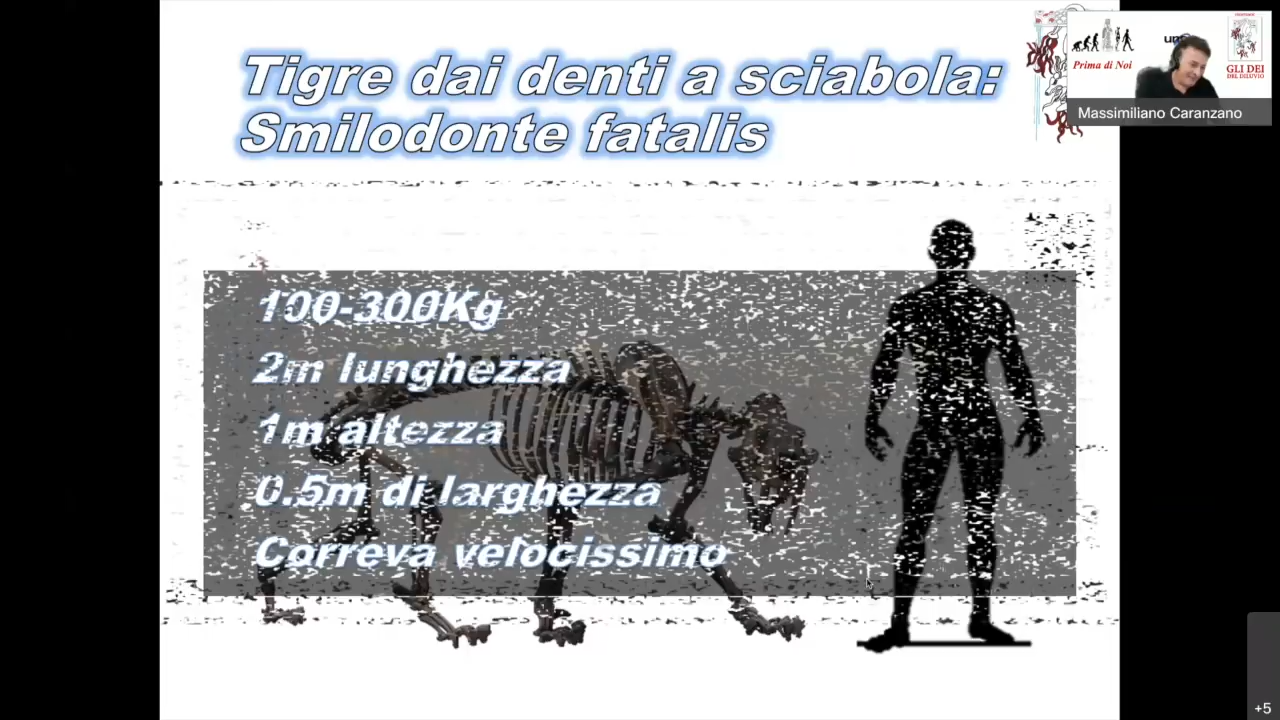 Tigre dai denti a sciabola:
Smilodonte fatalis
100-300Kg
2m lunghezza
1m altezza
0.5m di larghezza
Correva velocissimo
Prima di Noi
GLI DEI
DEL DILUVIO
Massimiliano Caranzano
+5